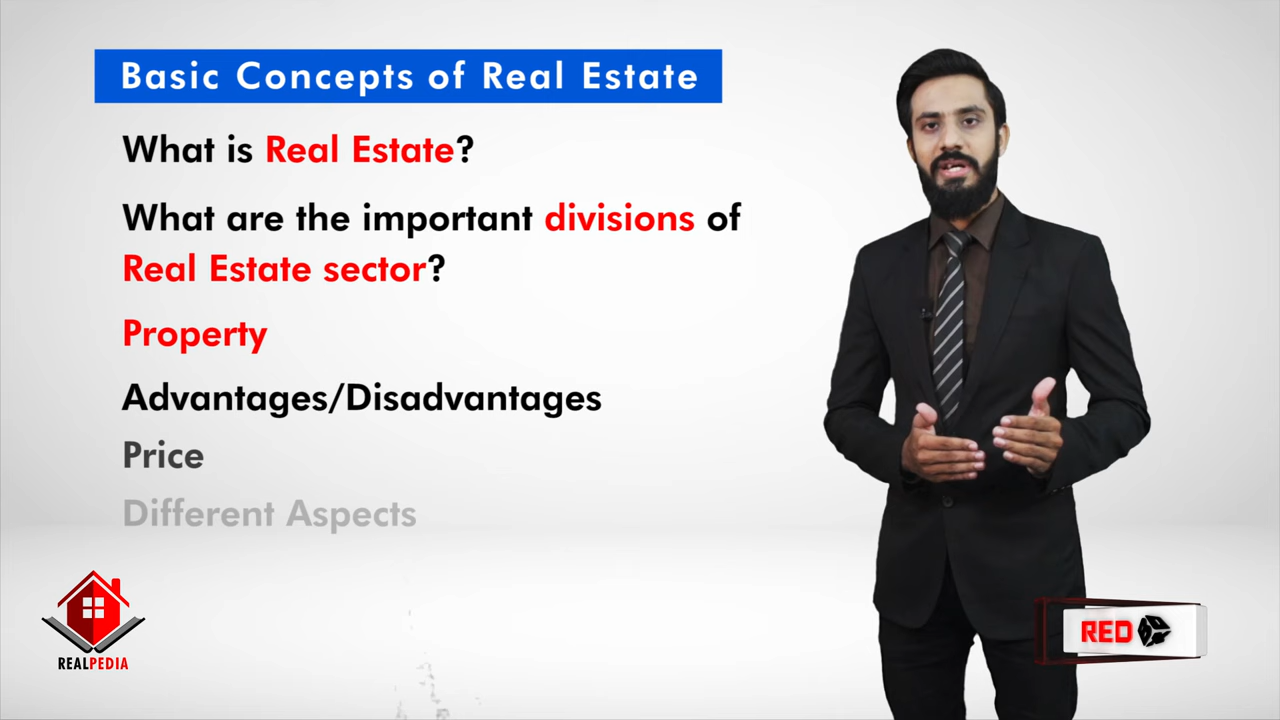 Basic Concepts of Real Estate
What is Real Estate?
What are the important divisions of
Real Estate sector?
Property
Advantages/Disadvantages
Price
Different Aspects
REALPEDIA
RED